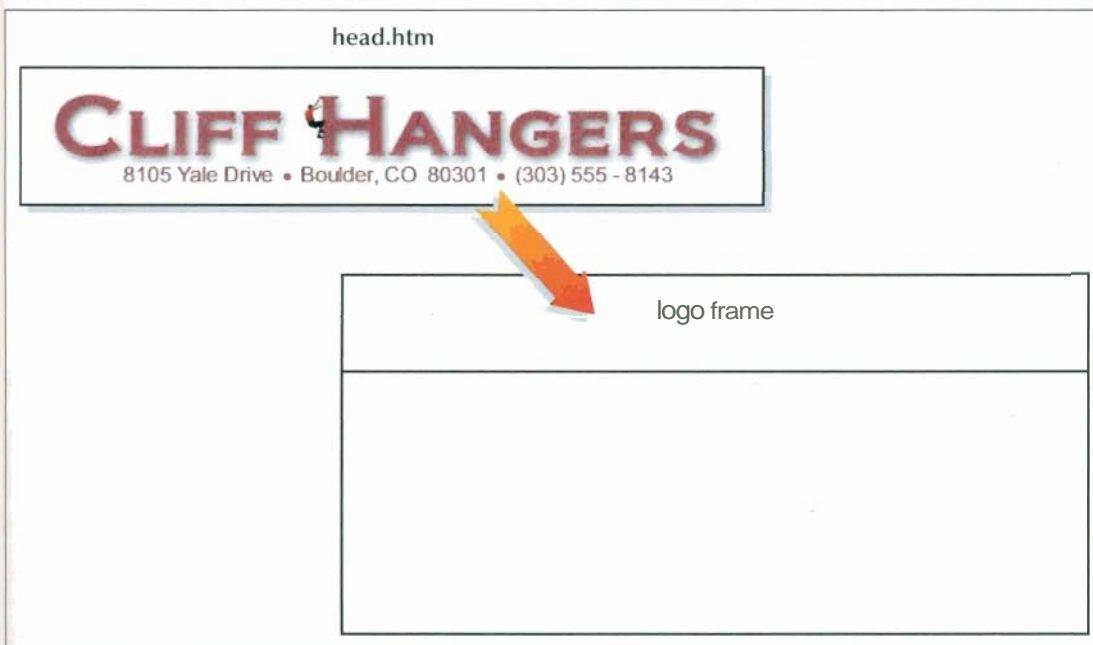 head.htm
CLIFF HANGERS
8105 Yale Drive • Boulder, CO 80301 • (303) 555 - 8143
logo frame